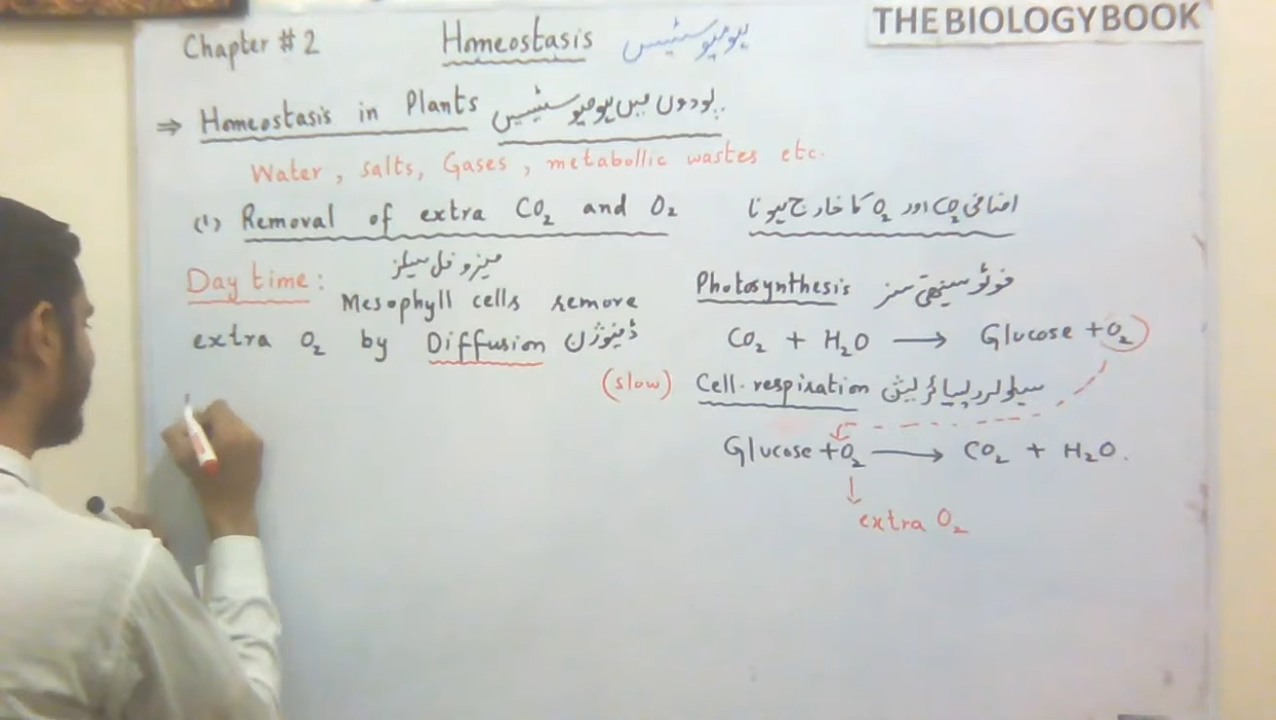 THE BIOLOGY BOOK
Chapter # 2 Homeostasis ہومیوسٹیسس
⇒ Homeostasis in Plants پودوں میں ہومیوسٹیسس
Water, salts, Gases, metabollic wastes etc.
(1) Removal of extra CO₂ and O₂ اضافی CO₂ اور O₂ کا خارج ہونا
Day time: میزوفل سیلز
Mesophyll cells remove
extra O₂ by Diffusion ڈفیوژن
Photosynthesis فوٹوسینتھی سز
CO₂ + H₂O → Glucose + O₂
(slow) Cell. respiration سیلولر ریسپائریشن
Glucose + O₂ → CO₂ + H₂O.
↓
extra O₂